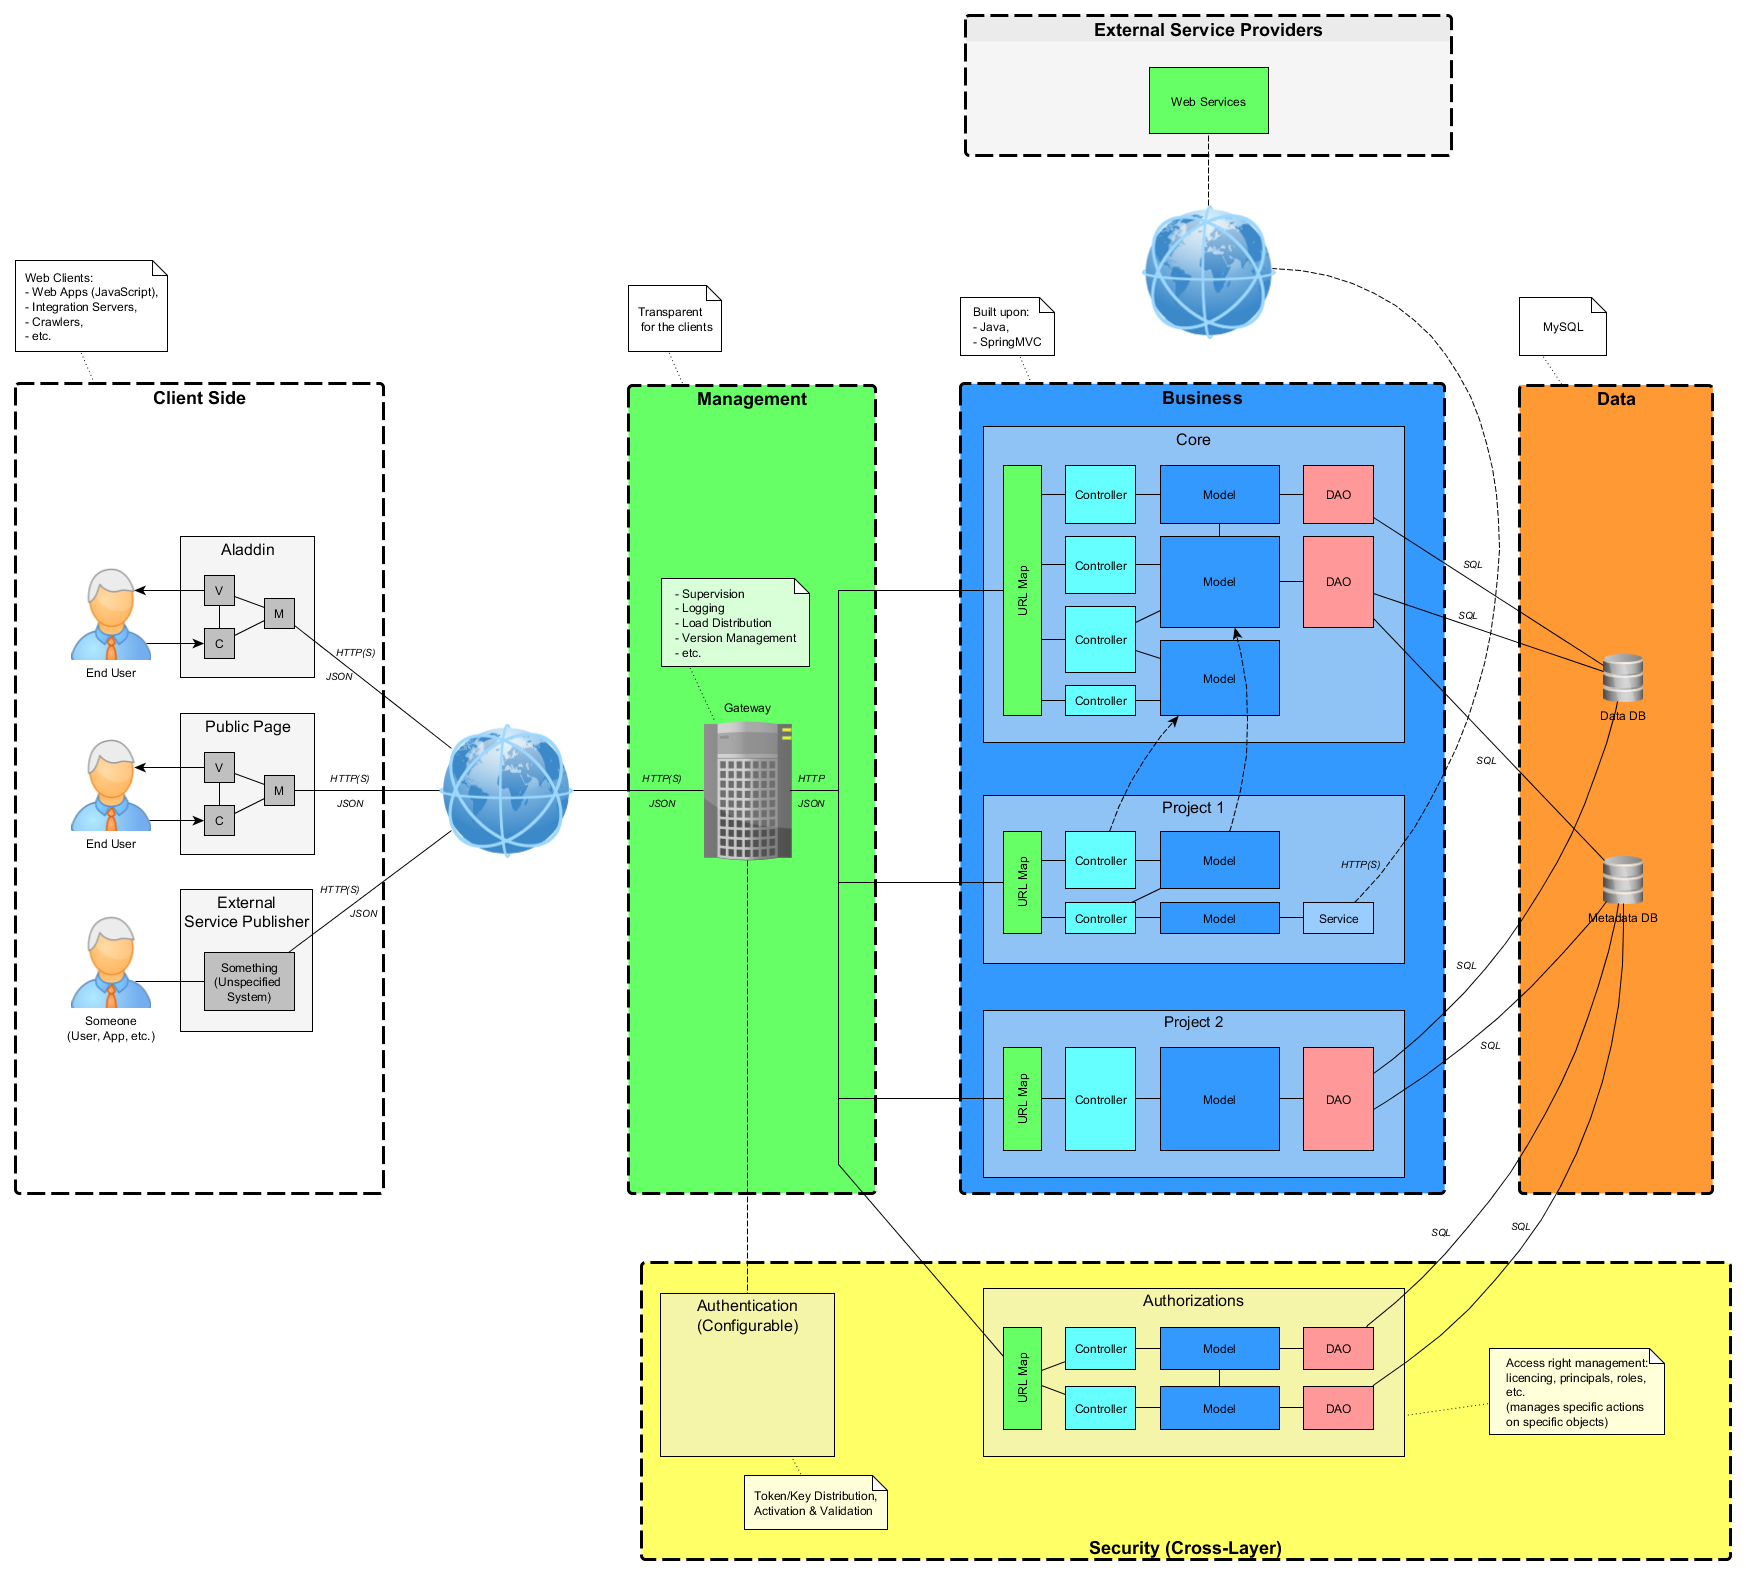 External Service Providers
Web Services
Web Clients:
- Web Apps (JavaScript),
- Integration Servers,
- Crawlers,
- etc.
Transparent
for the clients
Built upon:
- Java,
- SpringMVC
MySQL
Client Side
Aladdin
V
M
C
End User
HTTP(S)
JSON
Public Page
V
M
C
End User
HTTP(S)
JSON
External
Service Publisher
Something
(Unspecified
System)
Someone
(User, App, etc.)
HTTP(S)
JSON
Management
- Supervision
- Logging
- Load Distribution
- Version Management
- etc.
Gateway
HTTP(S)
JSON
HTTP
JSON
Business
Core
URL Map
Controller
Model
DAO
Controller
Model
DAO
Controller
Model
Controller
Project 1
URL Map
Controller
Model
Controller
Model
Service
HTTP(S)
Project 2
URL Map
Controller
Model
DAO
Data
SQL
SQL
Data DB
SQL
Metadata DB
SQL
SQL
SQL
SQL
Authentication
(Configurable)
Token/Key Distribution,
Activation & Validation
Authorizations
URL Map
Controller
Model
DAO
Controller
Model
DAO
Access right management:
licencing, principals, roles,
etc.
(manages specific actions
on specific objects)
Security (Cross-Layer)